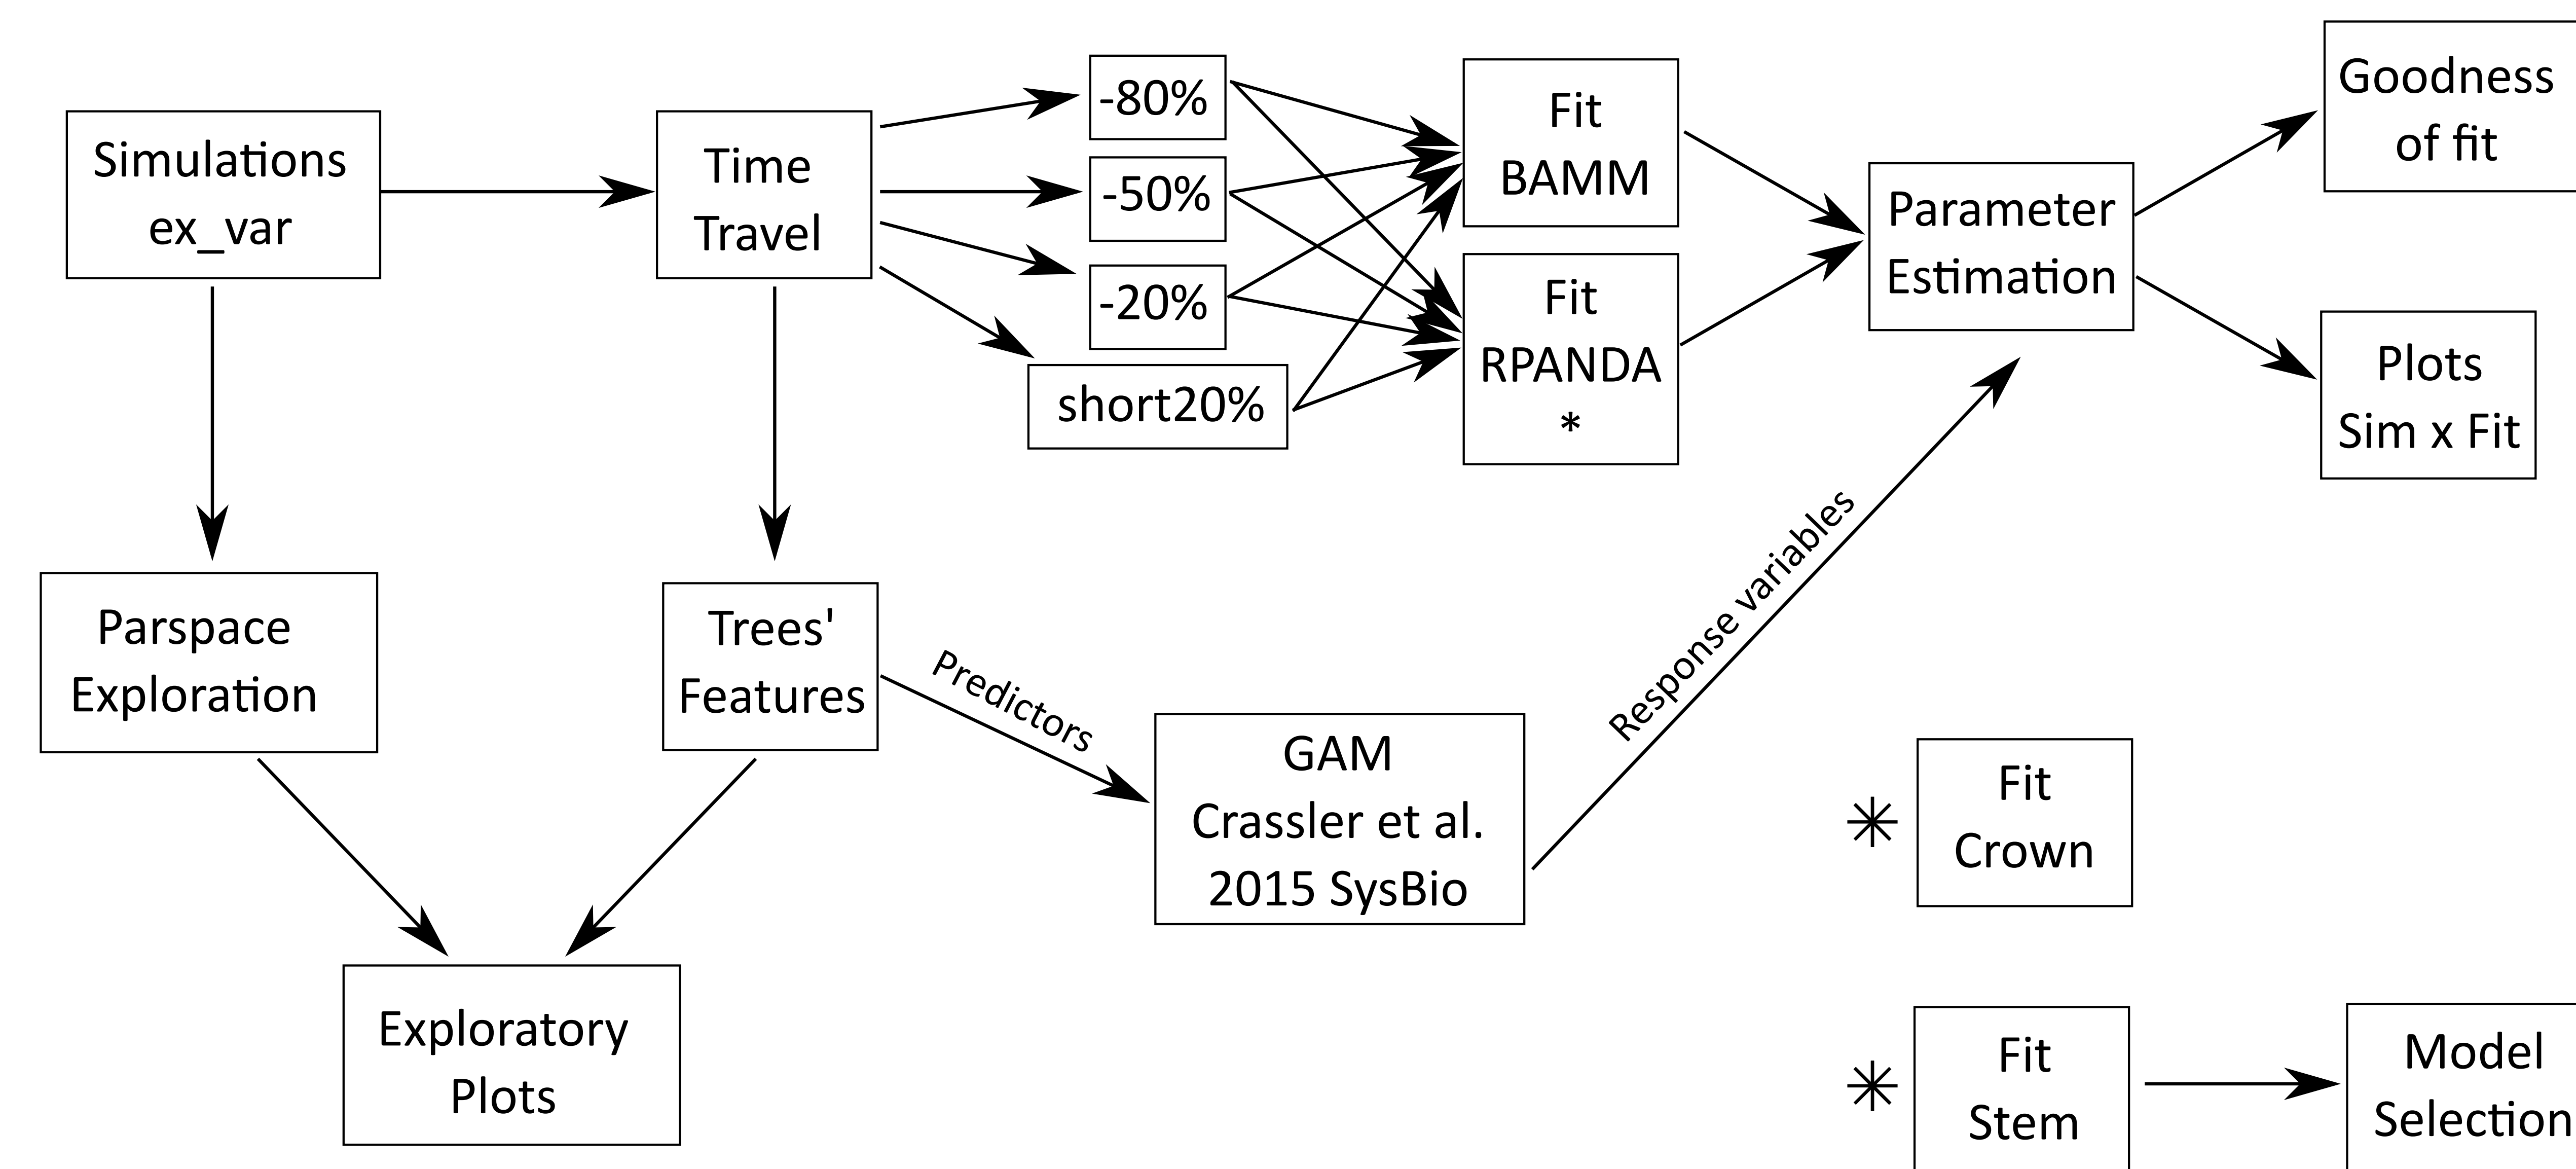 Simulations
ex_var
Time
Travel
-80%
-50%
-20%
short20%
Fit
BAMM
Fit
RPANDA
*
Parameter
Estimation
Goodness
of fit
Plots
Sim x Fit
Parspace
Exploration
Trees'
Features
Predictors
GAM
Crassler et al.
2015 SysBio
Response variables
Exploratory
Plots
* Fit
Crown
* Fit
Stem
Model
Selection